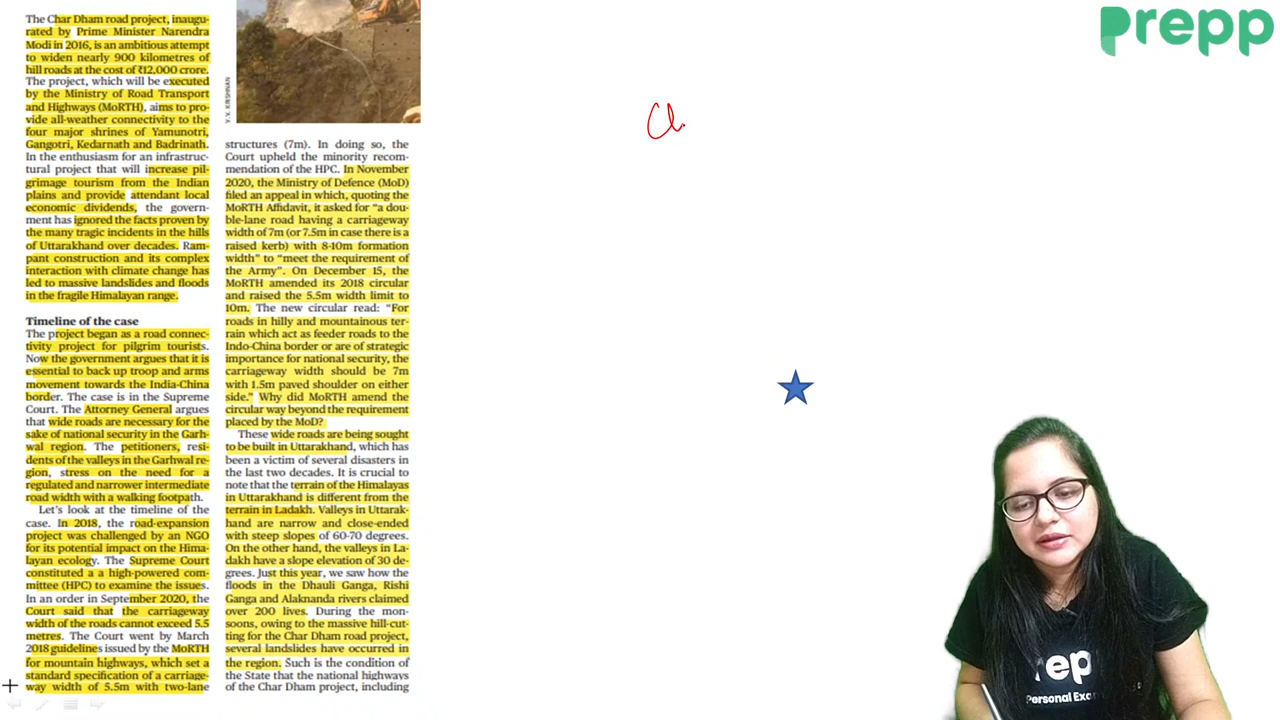 The Char Dham road project, inaugu-
rated by Prime Minister Narendra
Modi in 2016, is an ambitious attempt
to widen nearly 900 kilometres of
hill roads at the cost of ₹12,000 crore.
The project, which will be executed
by the Ministry of Road Transport
and Highways (MoRTH), aims to pro-
vide all-weather connectivity to the
four major shrines of Yamunotri,
Gangotri, Kedarnath and Badrinath.
In the enthusiasm for an infrastruc-
tural project that will increase pil-
grimage tourism from the Indian
plains and provide attendant local
economic dividends, the govern-
ment has ignored the facts proven by
the many tragic incidents in the hills
of Uttarakhand over decades. Ram-
pant construction and its complex
interaction with climate change has
led to massive landslides and floods
in the fragile Himalayan range.
Timeline of the case
The project began as a road connec-
tivity project for pilgrim tourists.
Now the government argues that it is
essential to back up troop and arms
movement towards the India-China
border. The case is in the Supreme
Court. The Attorney General argues
that wide roads are necessary for the
sake of national security in the Garh-
wal region. The petitioners, resi-
dents of the valleys in the Garhwal re-
gion, stress on the need for a
regulated and narrower intermediate
road width with a walking footpath.
Let's look at the timeline of the
case. In 2018, the road-expansion
project was challenged by an NGO
for its potential impact on the Hima-
layan ecology. The Supreme Court
constituted a a high-powered com-
mittee (HPC) to examine the issues.
In an order in September 2020, the
Court said that the carriageway
width of the roads cannot exceed 5.5
metres. The Court went by March
2018 guidelines issued by the MoRTH
for mountain highways, which set a
standard specification of a carriage-
way width of 5.5m with two-lane
V. V. KRISHNAN
structures (7m). In doing so, the
Court upheld the minority recom-
mendation of the HPC. In November
2020, the Ministry of Defence (MoD)
filed an appeal in which, quoting the
MoRTH Affidavit, it asked for “a dou-
ble-lane road having a carriageway
width of 7m (or 7.5m in case there is a
raised kerb) with 8-10m formation
width” to “meet the requirement of
the Army”. On December 15, the
MoRTH amended its 2018 circular
and raised the 5.5m width limit to
10m. The new circular read: “For
roads in hilly and mountainous ter-
rain which act as feeder roads to the
Indo-China border or are of strategic
importance for national security, the
carriageway width should be 7m
with 1.5m paved shoulder on either
side.” Why did MoRTH amend the
circular way beyond the requirement
placed by the MoD?
These wide roads are being sought
to be built in Uttarakhand, which has
been a victim of several disasters in
the last two decades. It is crucial to
note that the terrain of the Himalayas
in Uttarakhand is different from the
terrain in Ladakh. Valleys in Uttarak-
hand are narrow and close-ended
with steep slopes of 60-70 degrees.
On the other hand, the valleys in La-
dakh have a slope elevation of 30 de-
grees. Just this year, we saw how the
floods in the Dhauli Ganga, Rishi
Ganga and Alaknanda rivers claimed
over 200 lives. During the mon-
soons, owing to the massive hill-cut-
ting for the Char Dham road project,
several landslides have occurred in
the region. Such is the condition of
the State that the national highways
of the Char Dham project, including
Prepp
Personal